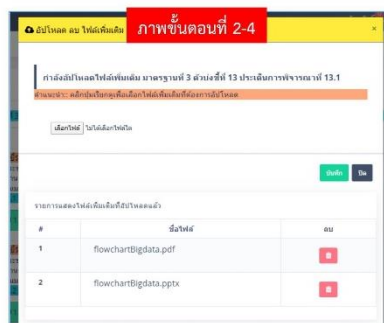 อัปโหลด ลบ ไฟล์เพิ่มเติม
ภาพขั้นตอนที่ 2-4
×
กำลังอัปโหลดไฟล์เพิ่มเติม มาตรฐานที่ 3 ตัวบ่งชี้ที่ 13 ประเด็นการพิจารณาที่ 13.1
คำแนะนำ:: คลิกปุ่มเรียกดูเพื่อเลือกไฟล์เพิ่มเติมที่ต้องการอัปโหลด
เลือกไฟล์ ไม่ได้เลือกไฟล์ใด
บันทึก ปิด
รายการแสดงไฟล์เพิ่มเติมที่อัปโหลดแล้ว
# ชื่อไฟล์ ลบ
1 flowchartBigdata.pdf
2 flowchartBigdata.pptx